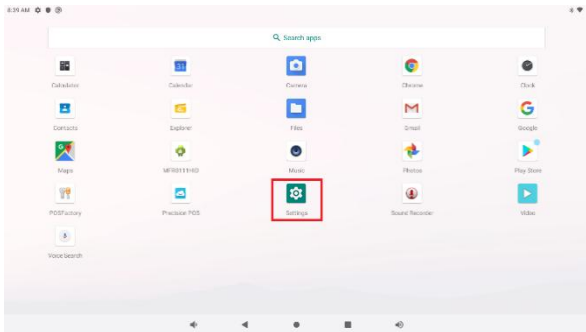 8:39 AM
Search apps
Calculator
Calendar
Camera
Chrome
Clock
Contacts
Explorer
Files
Gmail
Google
Maps
Music
Photos
Play Store
POSFactory
Precision POS
Settings
Sound Recorder
Video
Voice Search